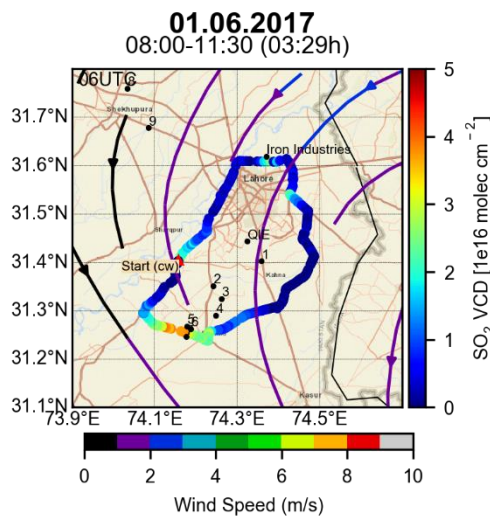 01.06.2017
08:00-11:30 (03:29h)
06UTC
Shekhupura
9
Iron Industries
Lahore
QIE
1
Kahna
Start (cw)
2
3
4
5
6
Kasur
31.7°N
31.6°N
31.5°N
31.4°N
31.3°N
31.2°N
31.1°N
73.9°E
74.1°E
74.3°E
74.5°E
5
4
3
2
1
0
SO₂ VCD [1e16 molec cm⁻²]
0 2 4 6 8 10
Wind Speed (m/s)